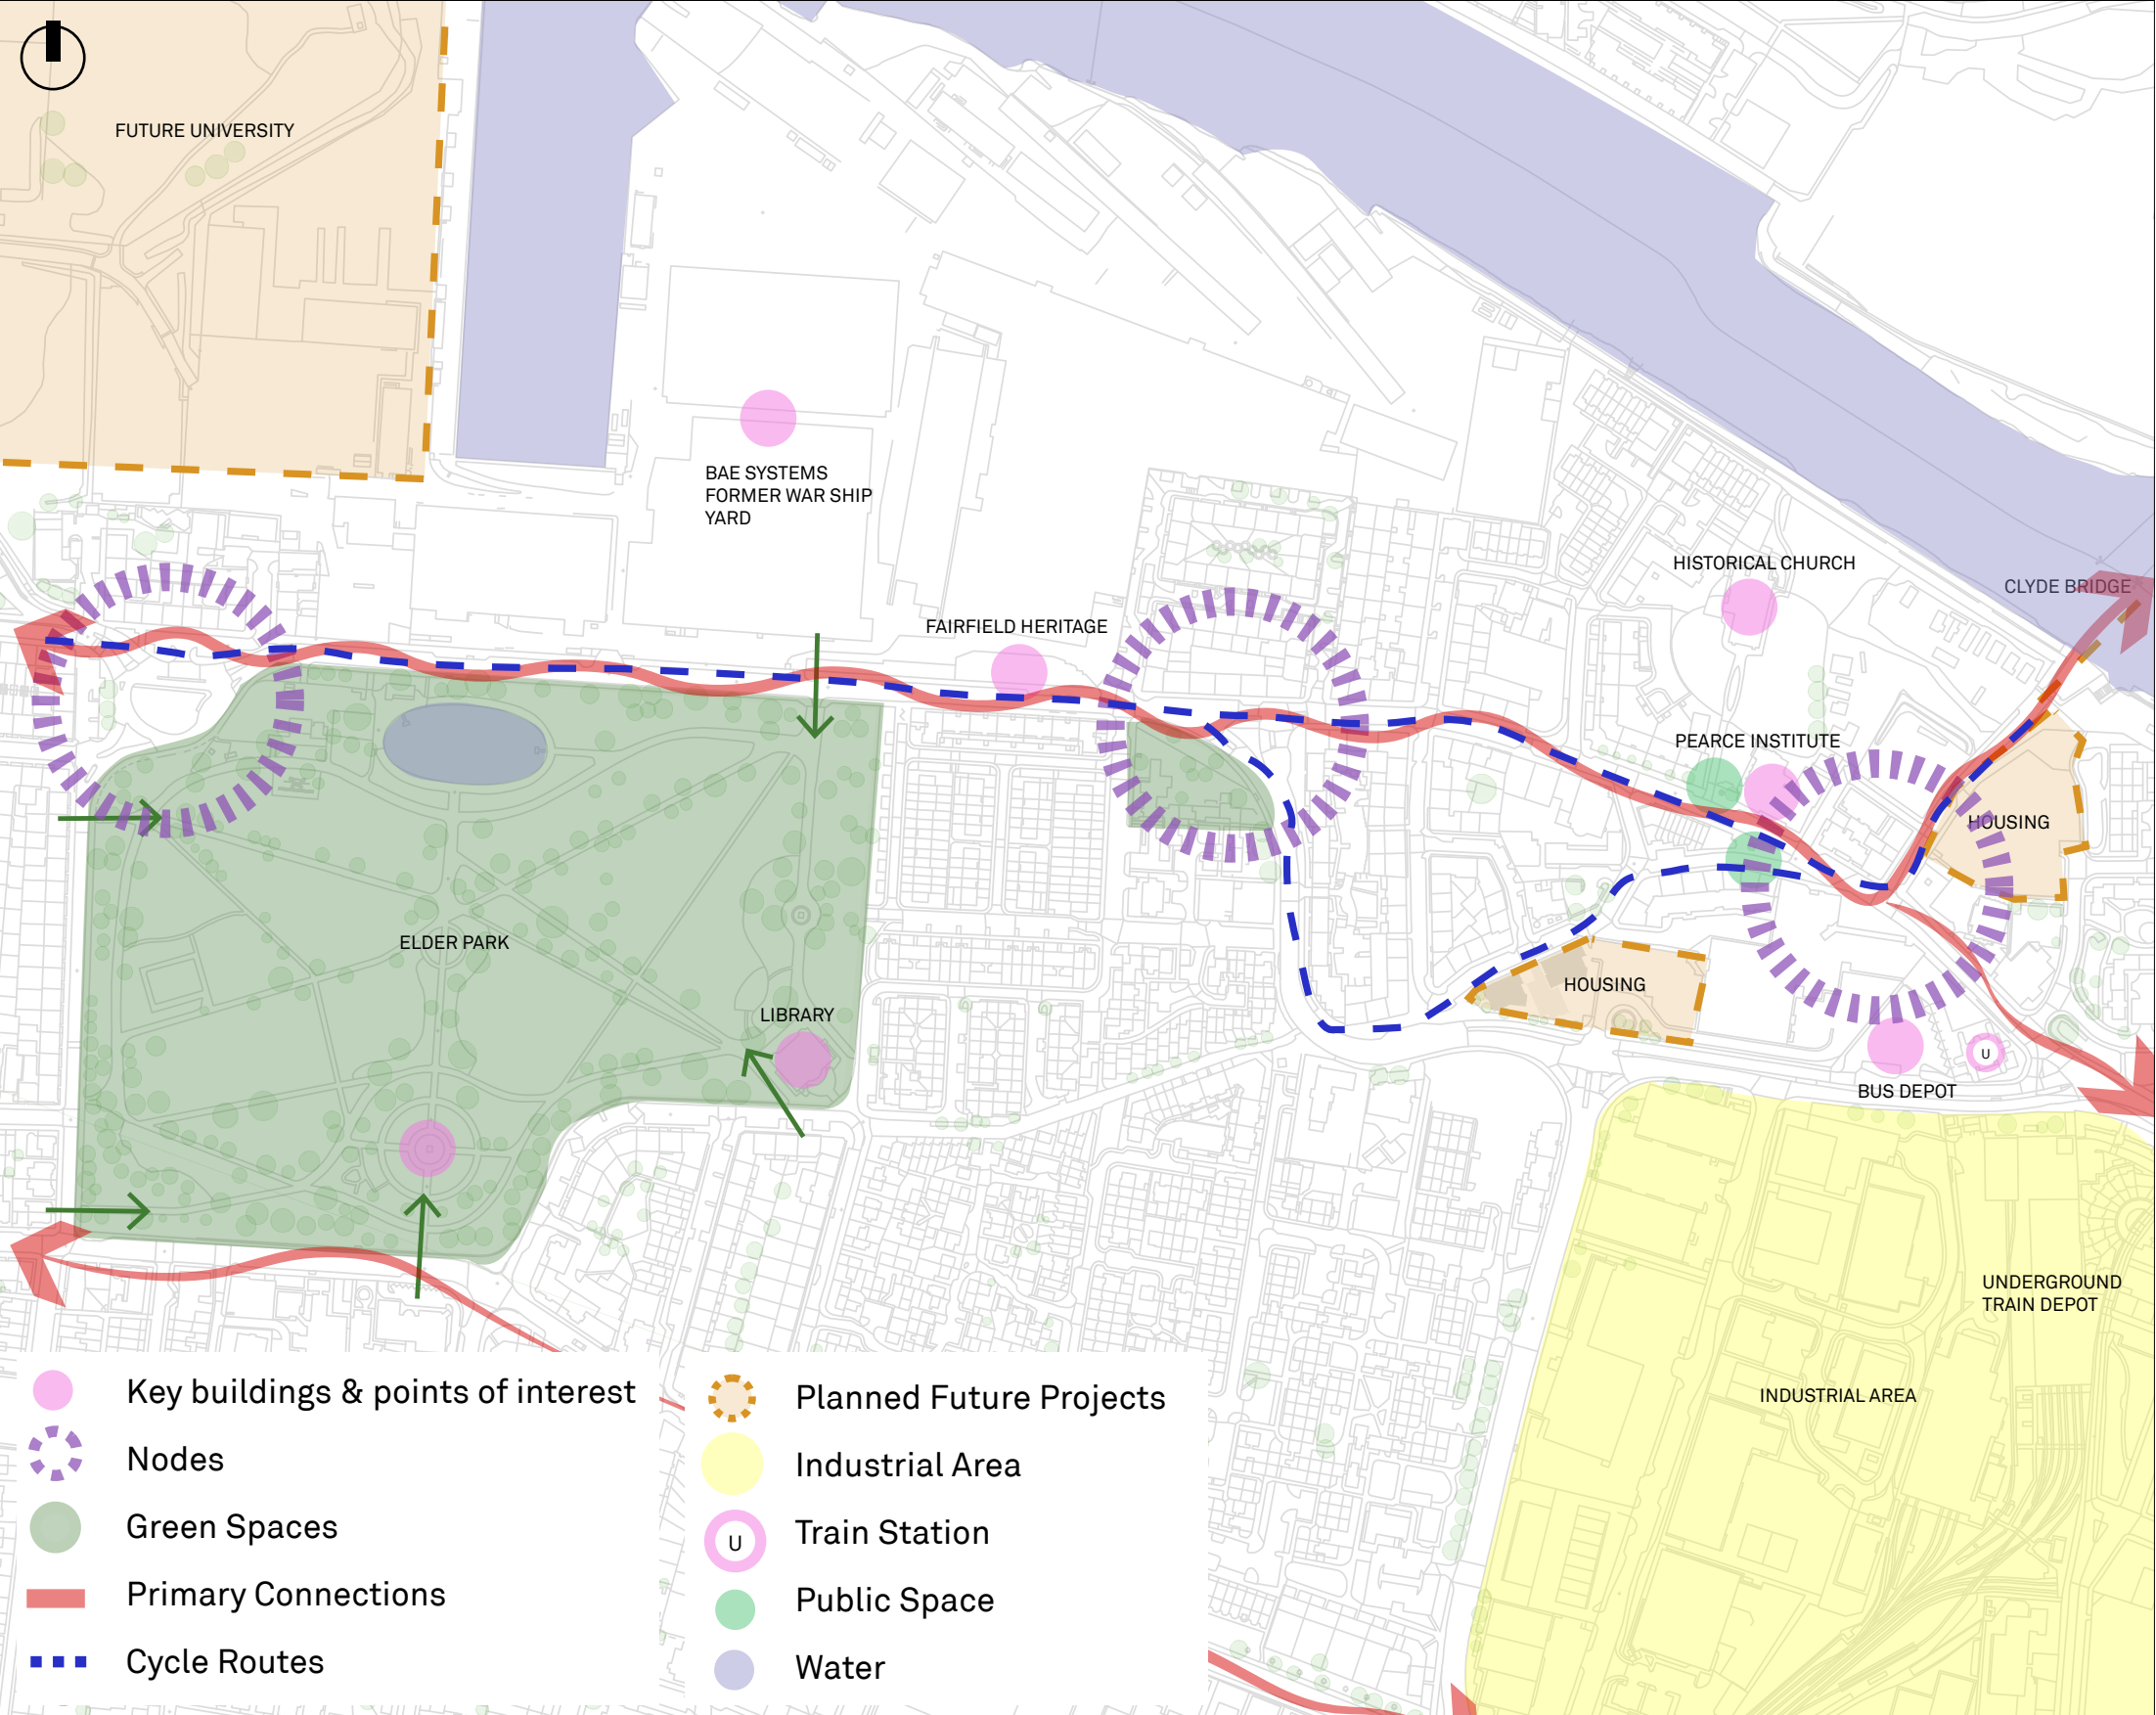 FUTURE UNIVERSITY
BAE SYSTEMS
FORMER WAR SHIP
YARD
HISTORICAL CHURCH
CLYDE BRIDGE
FAIRFIELD HERITAGE
PEARCE INSTITUTE
HOUSING
ELDER PARK
HOUSING
LIBRARY
U
BUS DEPOT
UNDERGROUND
TRAIN DEPOT
INDUSTRIAL AREA
Key buildings & points of interest
Nodes
Green Spaces
Primary Connections
Cycle Routes
Planned Future Projects
Industrial Area
U
Train Station
Public Space
Water